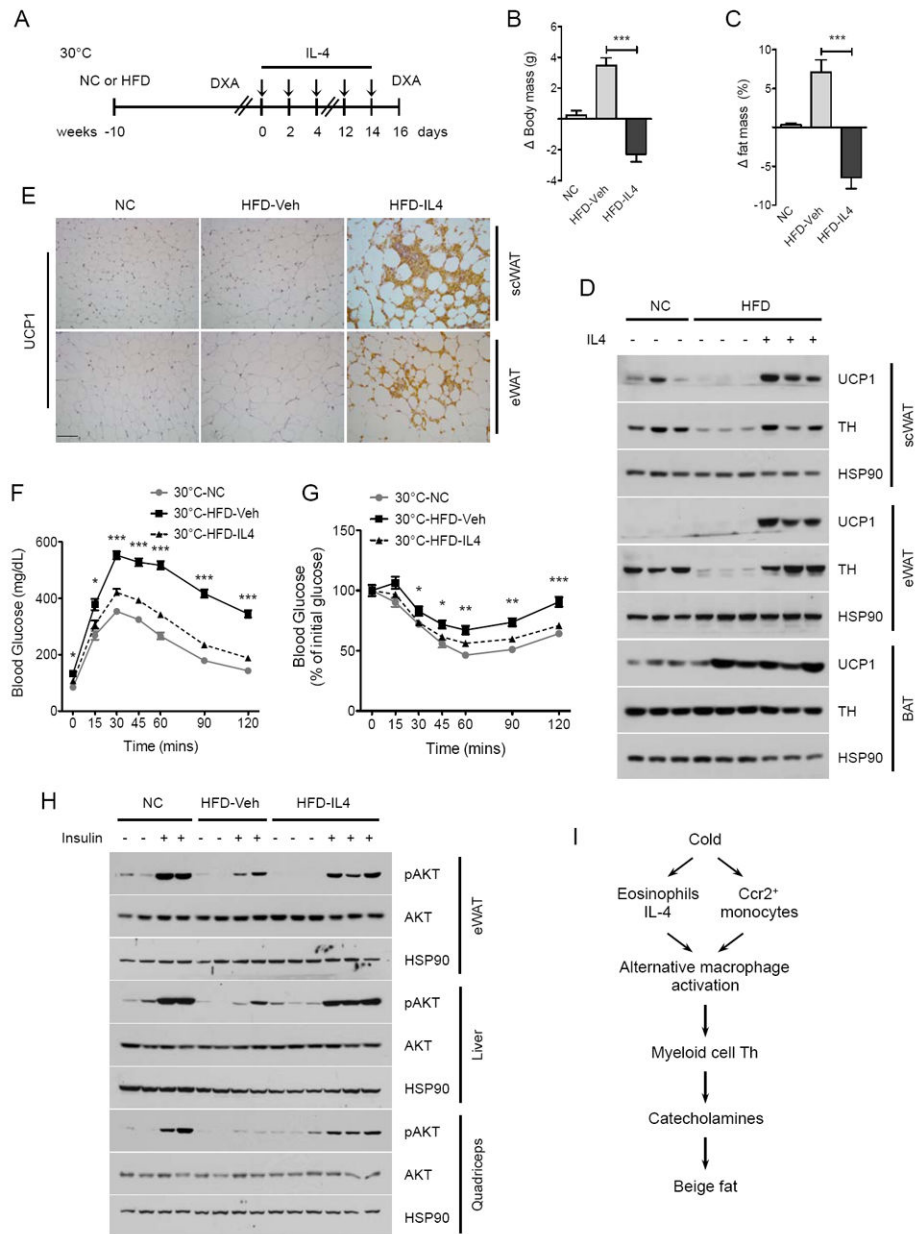 A
30°C
IL-4
NC or HFD
DXA
DXA
weeks -10 0 2 4 12 14 16 days
B
Δ Body mass (g)
6
4
2
0
-2
-4
***
NC
HFD-Veh
HFD-IL4
C
Δ fat mass (%)
10
5
0
-5
-10
***
NC
HFD-Veh
HFD-IL4
E
NC HFD-Veh HFD-IL4
UCP1
scWAT
eWAT
D
NC HFD
IL4 - - - - - - + + +
UCP1
TH
HSP90
scWAT
UCP1
TH
HSP90
eWAT
UCP1
TH
HSP90
BAT
F
30°C-NC
30°C-HFD-Veh
30°C-HFD-IL4
Blood Glucose (mg/dL)
600
400
200
0
* * *** *** *** *** ***
0 15 30 45 60 90 120
Time (mins)
G
30°C-NC
30°C-HFD-Veh
30°C-HFD-IL4
Blood Glucose
(% of initial glucose)
150
100
50
0
* * ** ** ***
0 15 30 45 60 90 120
Time (mins)
H
NC HFD-Veh HFD-IL4
Insulin - - + + - - + + - - - + + +
pAKT
AKT
HSP90
eWAT
pAKT
AKT
HSP90
Liver
pAKT
AKT
HSP90
Quadriceps
I
Cold
Eosinophils
IL-4
Ccr2+
monocytes
Alternative macrophage
activation
Myeloid cell Th
Catecholamines
Beige fat